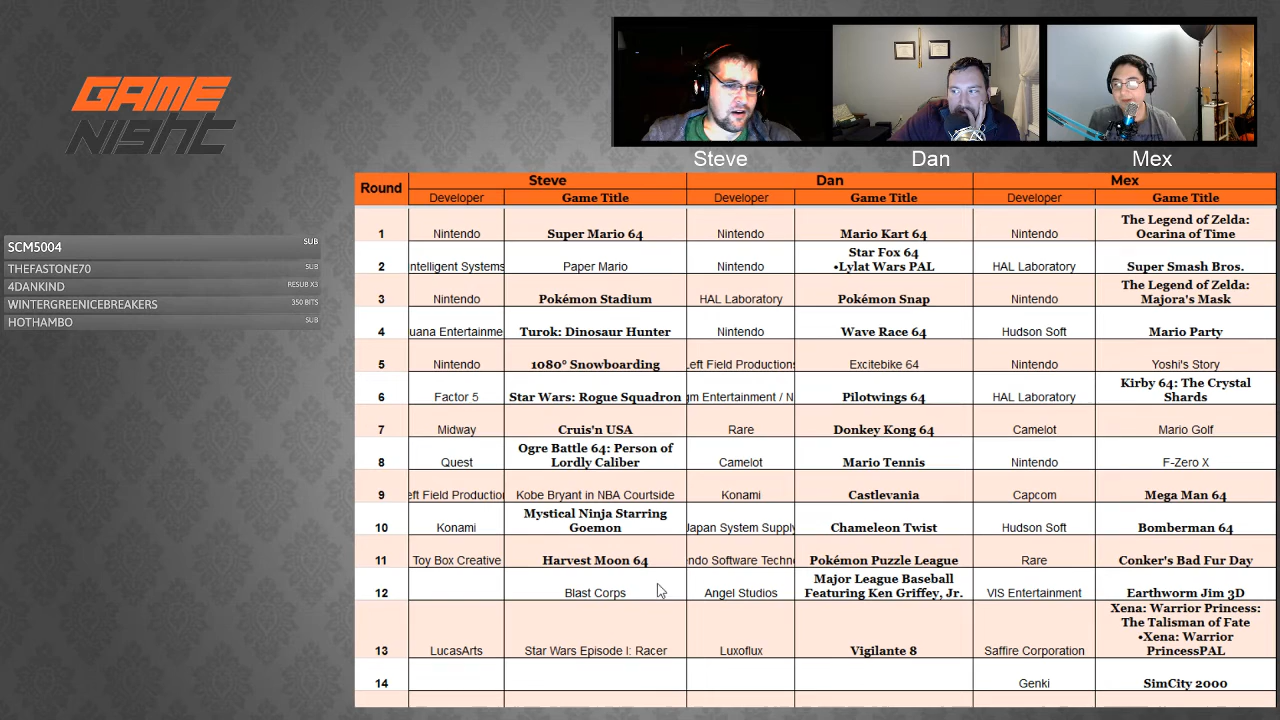 GAME
NIGHT
Steve
Dan
Mex
SCM5004 SUB
THEFASTONE70 SUB
4DANKIND RESUB X3
WINTERGREENICEBREAKERS 350 BITS
HOTHAMBO SUB
Round Steve Dan Mex
Developer Game Title Developer Game Title Developer Game Title
1 Nintendo Super Mario 64 Nintendo Mario Kart 64 Nintendo The Legend of Zelda:
Ocarina of Time
2 ntelligent Systems Paper Mario Nintendo Star Fox 64
•Lylat Wars PAL HAL Laboratory Super Smash Bros.
3 Nintendo Pokémon Stadium HAL Laboratory Pokémon Snap Nintendo The Legend of Zelda:
Majora's Mask
4 uana Entertainme Turok: Dinosaur Hunter Nintendo Wave Race 64 Hudson Soft Mario Party
5 Nintendo 1080° Snowboarding Left Field Productions Excitebike 64 Nintendo Yoshi's Story
6 Factor 5 Star Wars: Rogue Squadron gm Entertainment / N Pilotwings 64 HAL Laboratory Kirby 64: The Crystal
Shards
7 Midway Cruis'n USA Rare Donkey Kong 64 Camelot Mario Golf
8 Quest Ogre Battle 64: Person of
Lordly Caliber Camelot Mario Tennis Nintendo F-Zero X
9 eft Field Production Kobe Bryant in NBA Courtside Konami Castlevania Capcom Mega Man 64
10 Konami Mystical Ninja Starring
Goemon Japan System Supply Chameleon Twist Hudson Soft Bomberman 64
11 Toy Box Creative Harvest Moon 64 ndo Software Techn Pokémon Puzzle League Rare Conker's Bad Fur Day
12 Blast Corps Angel Studios Major League Baseball
Featuring Ken Griffey, Jr. VIS Entertainment Earthworm Jim 3D
13 LucasArts Star Wars Episode I: Racer Luxoflux Vigilante 8 Saffire Corporation Xena: Warrior Princess:
The Talisman of Fate
•Xena: Warrior
PrincessPAL
14 Genki SimCity 2000